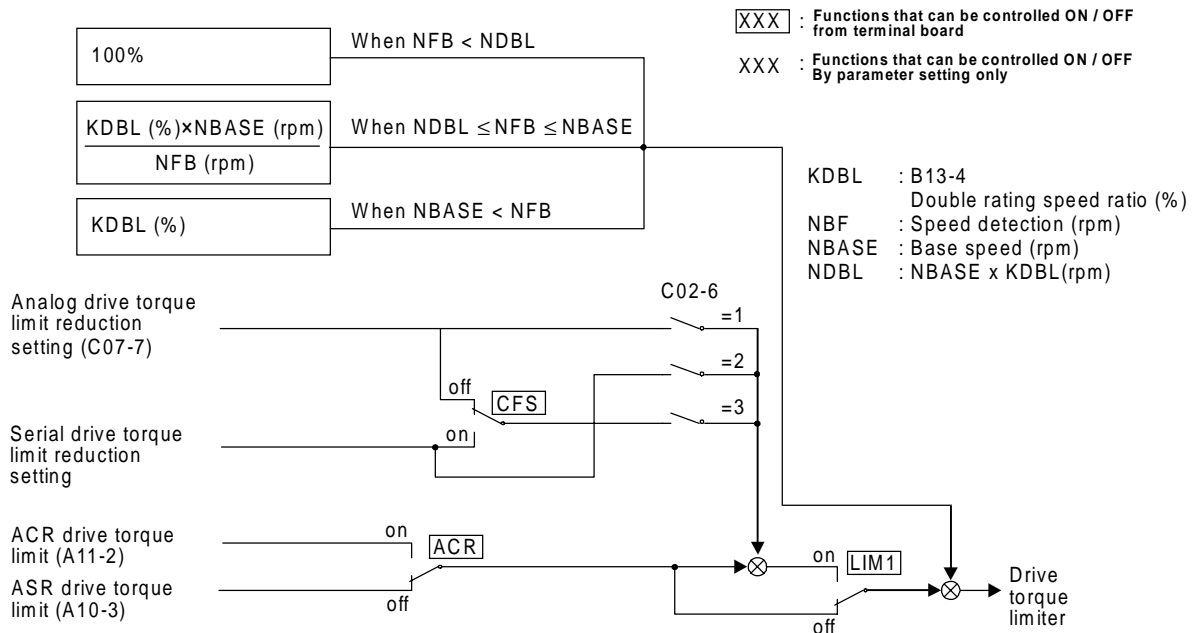 100%
When NFB < NDBL
KDBL (%)×NBASE (rpm)
NFB (rpm)
When NDBL ≤NFB ≤NBASE
KDBL (%)
When NBASE < NFB
XXX : Functions that can be controlled ON / OFF
from terminal board
XXX : Functions that can be controlled ON / OFF
By parameter setting only
KDBL : B13-4
Double rating speed ratio (%)
NBF : Speed detection (rpm)
NBASE : Base speed (rpm)
NDBL : NBASE x KDBL(rpm)
Analog drive torque
limit reduction
setting (C07-7)
C02-6
=1
=2
=3
off
CFS
on
Serial drive torque
limit reduction
setting
ACR drive torque
limit (A11-2)
on
ACR
ASR drive torque
limit (A10-3)
off
on
LIM1
off
Drive
torque
limiter